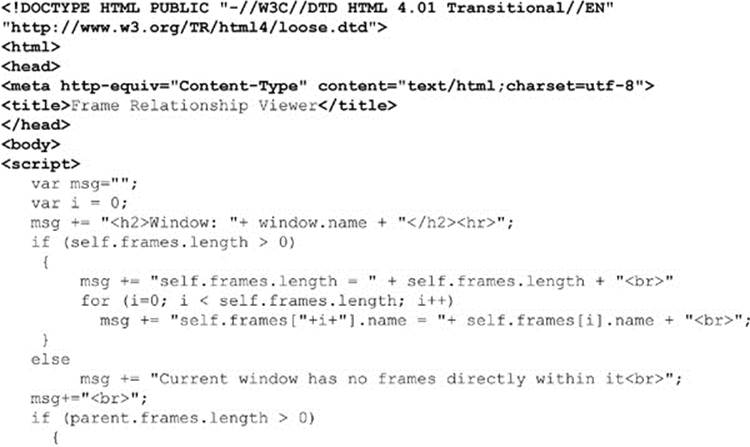 <!DOCTYPE HTML PUBLIC "-//W3C//DTD HTML 4.01 Transitional//EN"
"http://www.w3.org/TR/html4/loose.dtd">
<html>
<head>
<meta http-equiv="Content-Type" content="text/html;charset=utf-8">
<title>Frame Relationship Viewer</title>
</head>
<body>
<script>
   var msg="";
   var i = 0;
   msg += "<h2>Window: "+ window.name + "</h2><hr>";
   if (self.frames.length > 0)
    {
        msg += "self.frames.length = " + self.frames.length + "<br>"
        for (i=0; i < self.frames.length; i++)
          msg += "self.frames["+i+"].name = "+ self.frames[i].name + "<br>";
    }
   else
        msg += "Current window has no frames directly within it<br>";
   msg+="<br>";
   if (parent.frames.length > 0)
     {